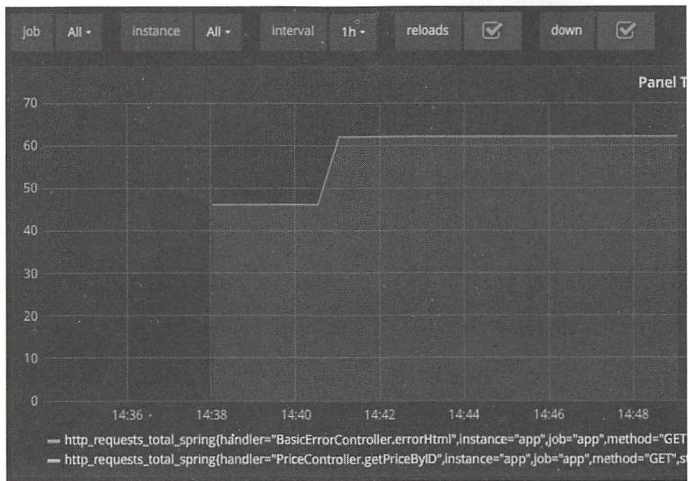 job All instance All interval 1h reloads down
Panel T
70
60
50
40
30
20
10
0
14:36 14:38 14:40 14:42 14:44 14:46 14:48
http_requests_total_spring{handler="BasicErrorController.errorHtml",instance="app",job="app",method="GET
http_requests_total_spring{handler="PriceController.getPriceByID",instance="app",job="app",method="GET",st